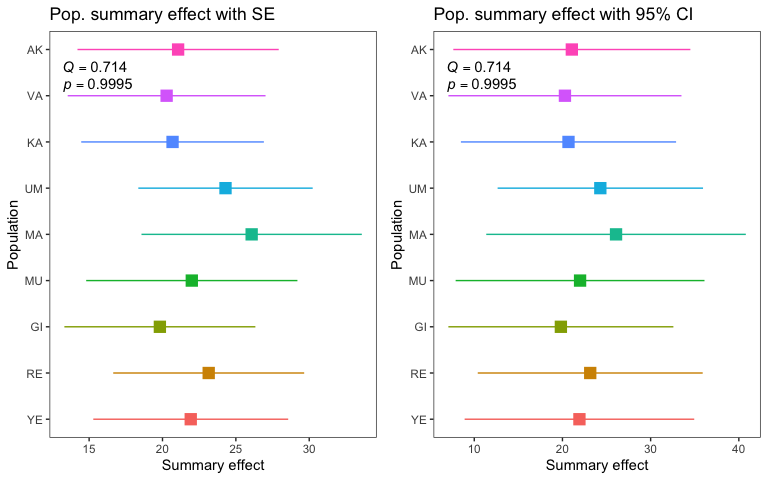 Pop. summary effect with SE
AK
Q = 0.714
p = 0.9995
VA
KA
UM
MA
MU
GI
RE
YE
Population
15 20 25 30
Summary effect
Pop. summary effect with 95% CI
AK
Q = 0.714
p = 0.9995
VA
KA
UM
MA
MU
GI
RE
YE
Population
10 20 30 40
Summary effect